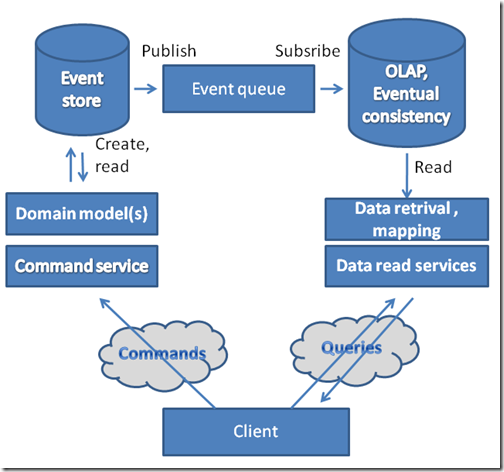 Publish
Subsribe
Event
store
Event queue
OLAP,
Eventual
consistency
Create,
read
Read
Domain model(s)
Data retrival ,
mapping
Command service
Data read services
Commands
Queries
Client